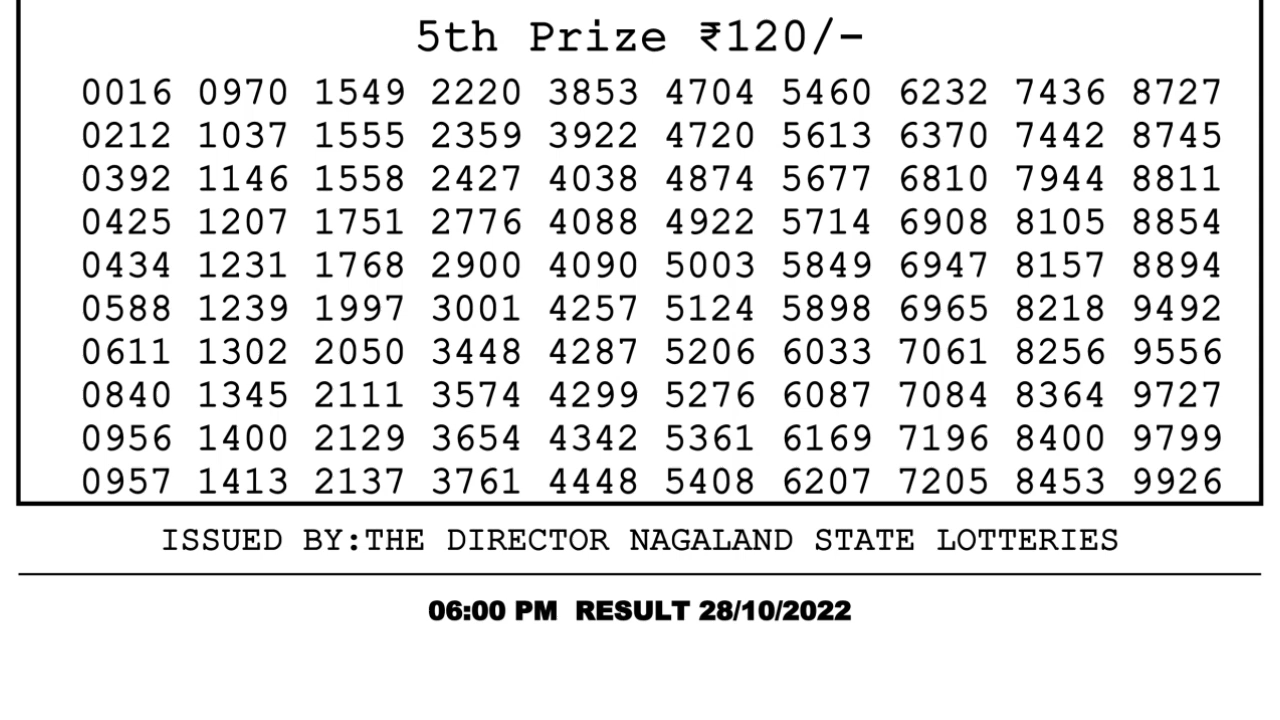 5th Prize ₹120/-
0016 0970 1549 2220 3853 4704 5460 6232 7436 8727
0212 1037 1555 2359 3922 4720 5613 6370 7442 8745
0392 1146 1558 2427 4038 4874 5677 6810 7944 8811
0425 1207 1751 2776 4088 4922 5714 6908 8105 8854
0434 1231 1768 2900 4090 5003 5849 6947 8157 8894
0588 1239 1997 3001 4257 5124 5898 6965 8218 9492
0611 1302 2050 3448 4287 5206 6033 7061 8256 9556
0840 1345 2111 3574 4299 5276 6087 7084 8364 9727
0956 1400 2129 3654 4342 5361 6169 7196 8400 9799
0957 1413 2137 3761 4448 5408 6207 7205 8453 9926
ISSUED BY:THE DIRECTOR NAGALAND STATE LOTTERIES
06:00 PM RESULT 28/10/2022